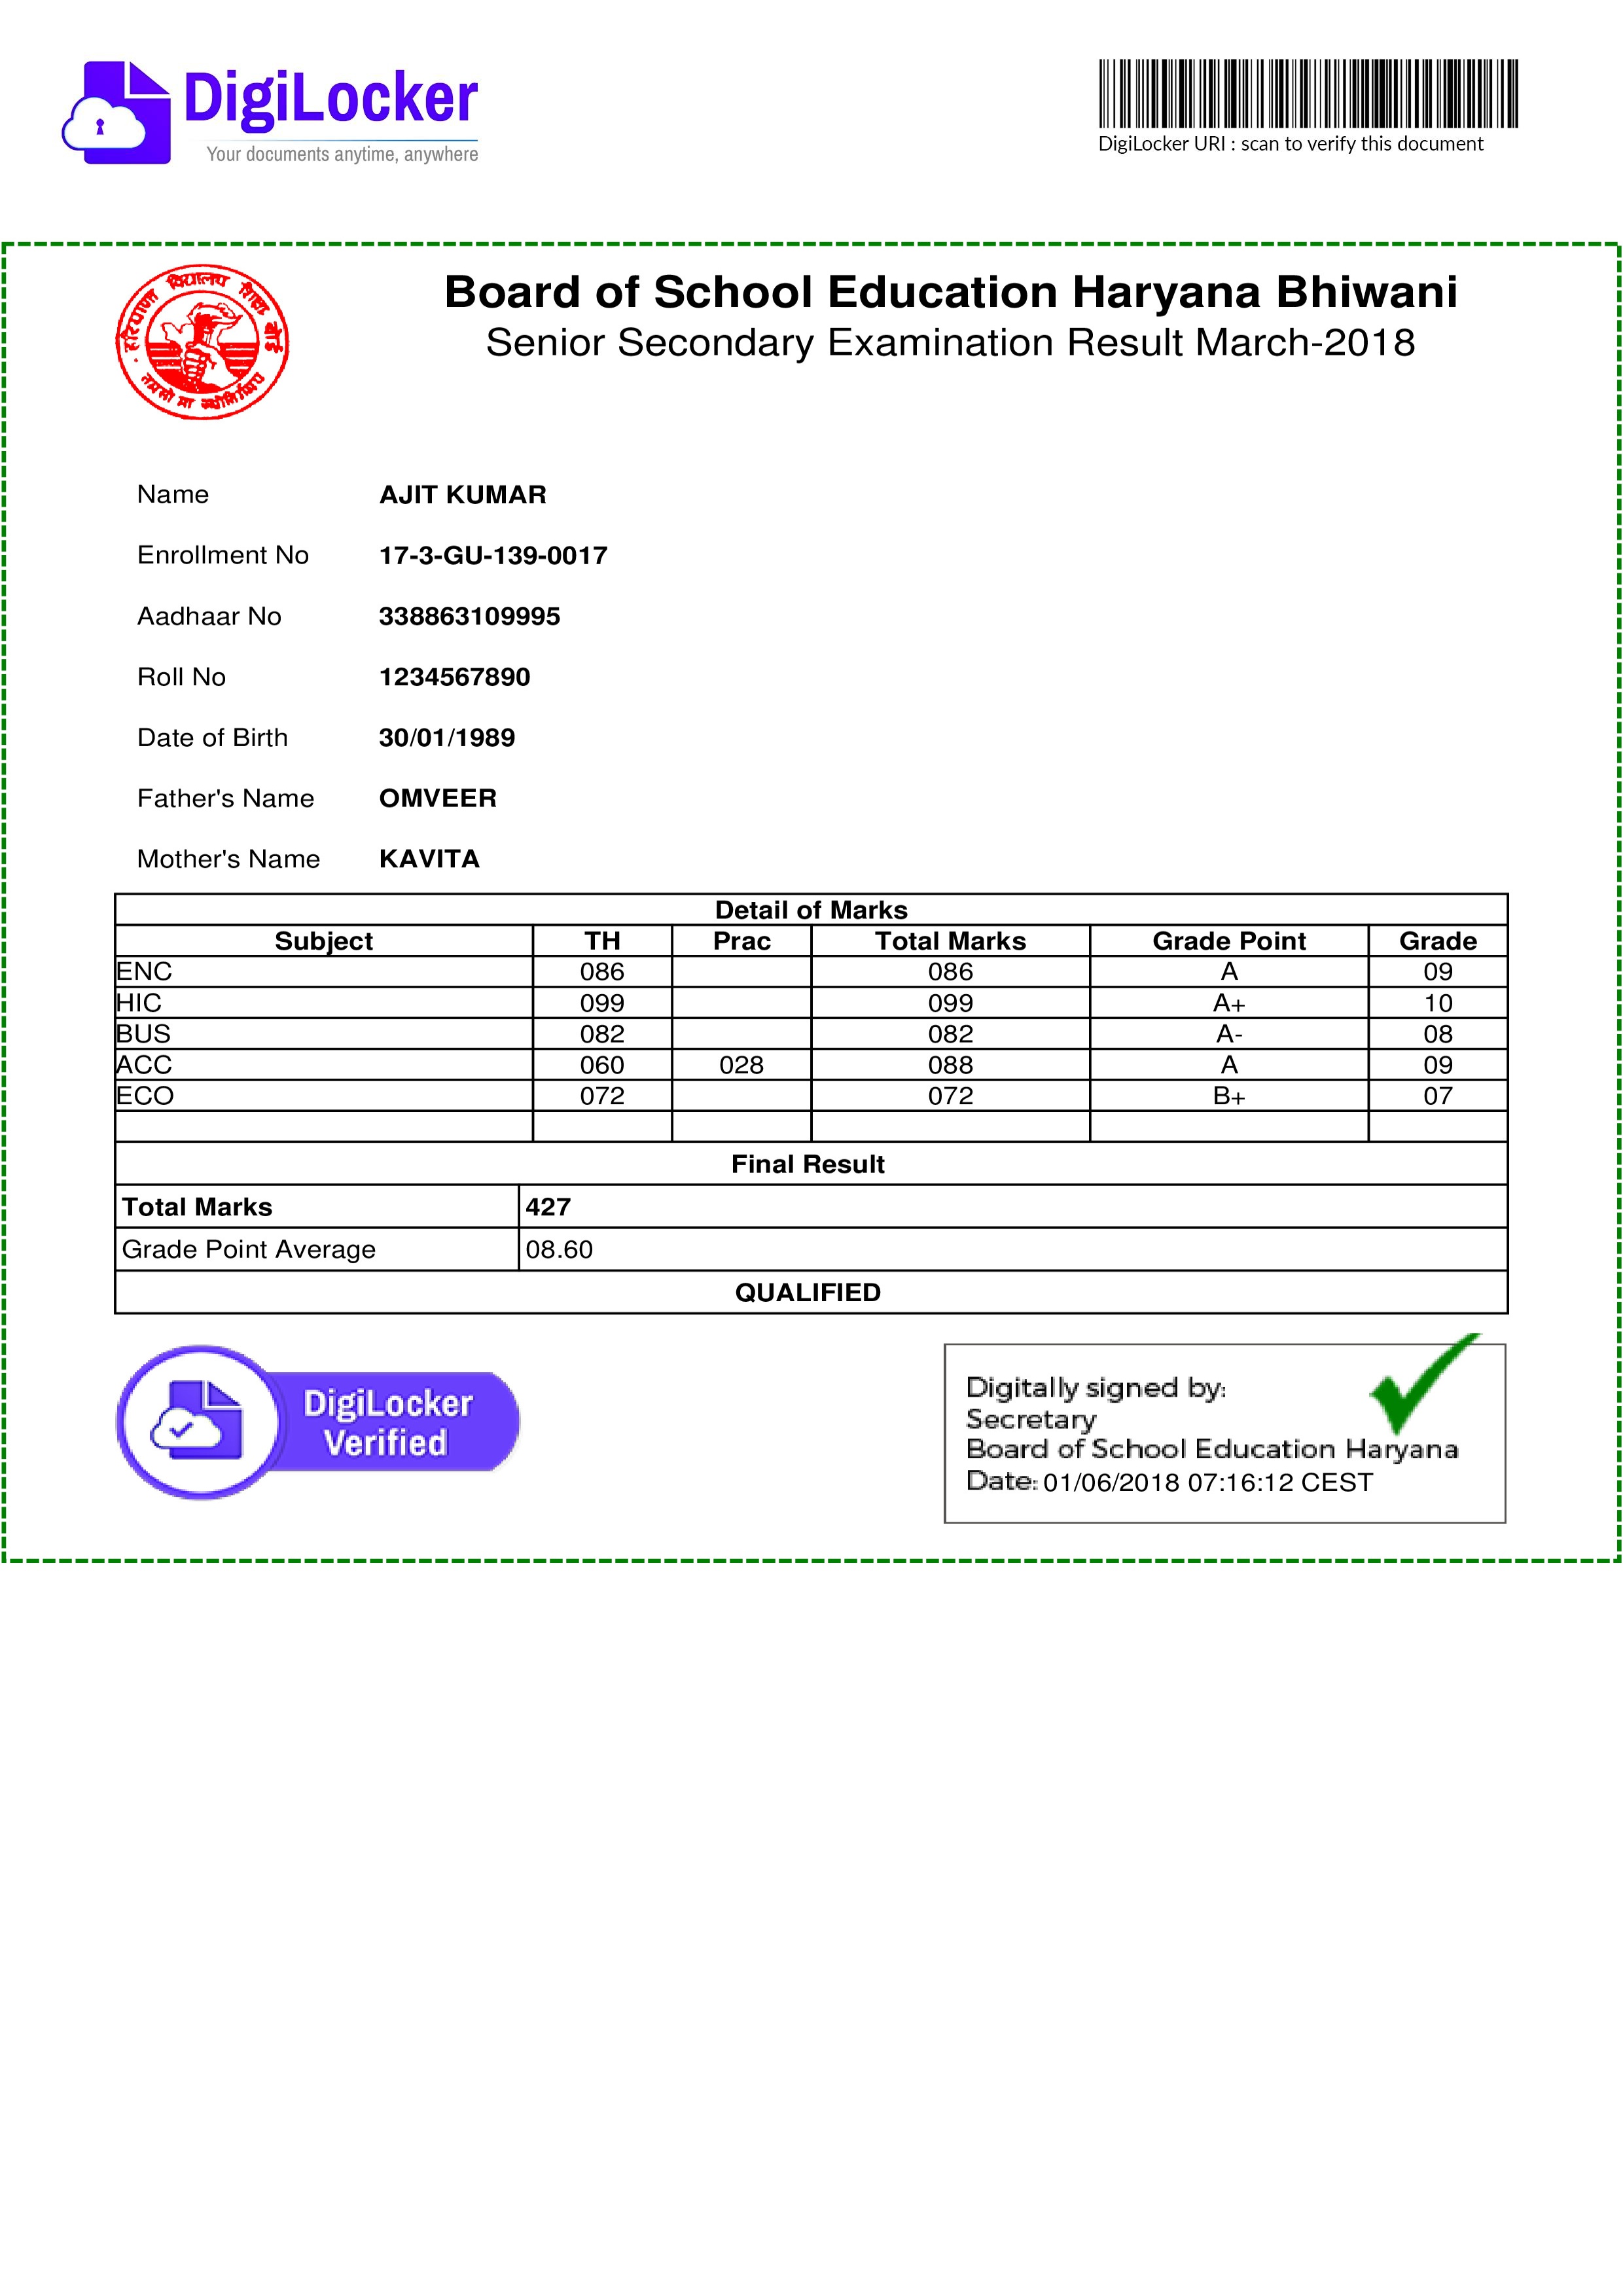 DigiLocker
Your documents anytime, anywhere
DigiLocker URI : scan to verify this document
हरियाणा विद्यालय शिक्षा बोर्ड
तमसो मा ज्योतिर्गमय
Board of School Education Haryana Bhiwani
Senior Secondary Examination Result March-2018
Name AJIT KUMAR
Enrollment No 17-3-GU-139-0017
Aadhaar No 338863109995
Roll No 1234567890
Date of Birth 30/01/1989
Father's Name OMVEER
Mother's Name KAVITA
Detail of Marks
Subject TH Prac Total Marks Grade Point Grade
ENC 086 086 A 09
HIC 099 099 A+ 10
BUS 082 082 A- 08
ACC 060 028 088 A 09
ECO 072 072 B+ 07
Final Result
Total Marks 427
Grade Point Average 08.60
QUALIFIED
DigiLocker
Verified
Digitally signed by:
Secretary
Board of School Education Haryana
Date: 01/06/2018 07:16:12 CEST